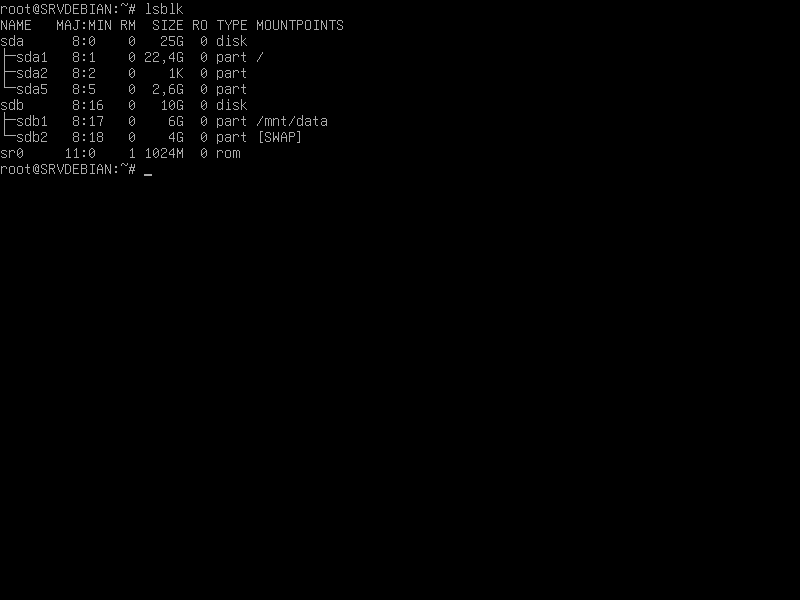 root@SRVDEBIAN:~# lsblk
NAME   MAJ:MIN RM  SIZE RO TYPE MOUNTPOINTS
sda      8:0    0   25G  0 disk
├─sda1   8:1    0 22,4G  0 part /
├─sda2   8:2    0    1K  0 part
└─sda5   8:5    0  2,6G  0 part
sdb      8:16   0   10G  0 disk
├─sdb1   8:17   0    6G  0 part /mnt/data
└─sdb2   8:18   0    4G  0 part [SWAP]
sr0     11:0    1 1024M  0 rom
root@SRVDEBIAN:~# _